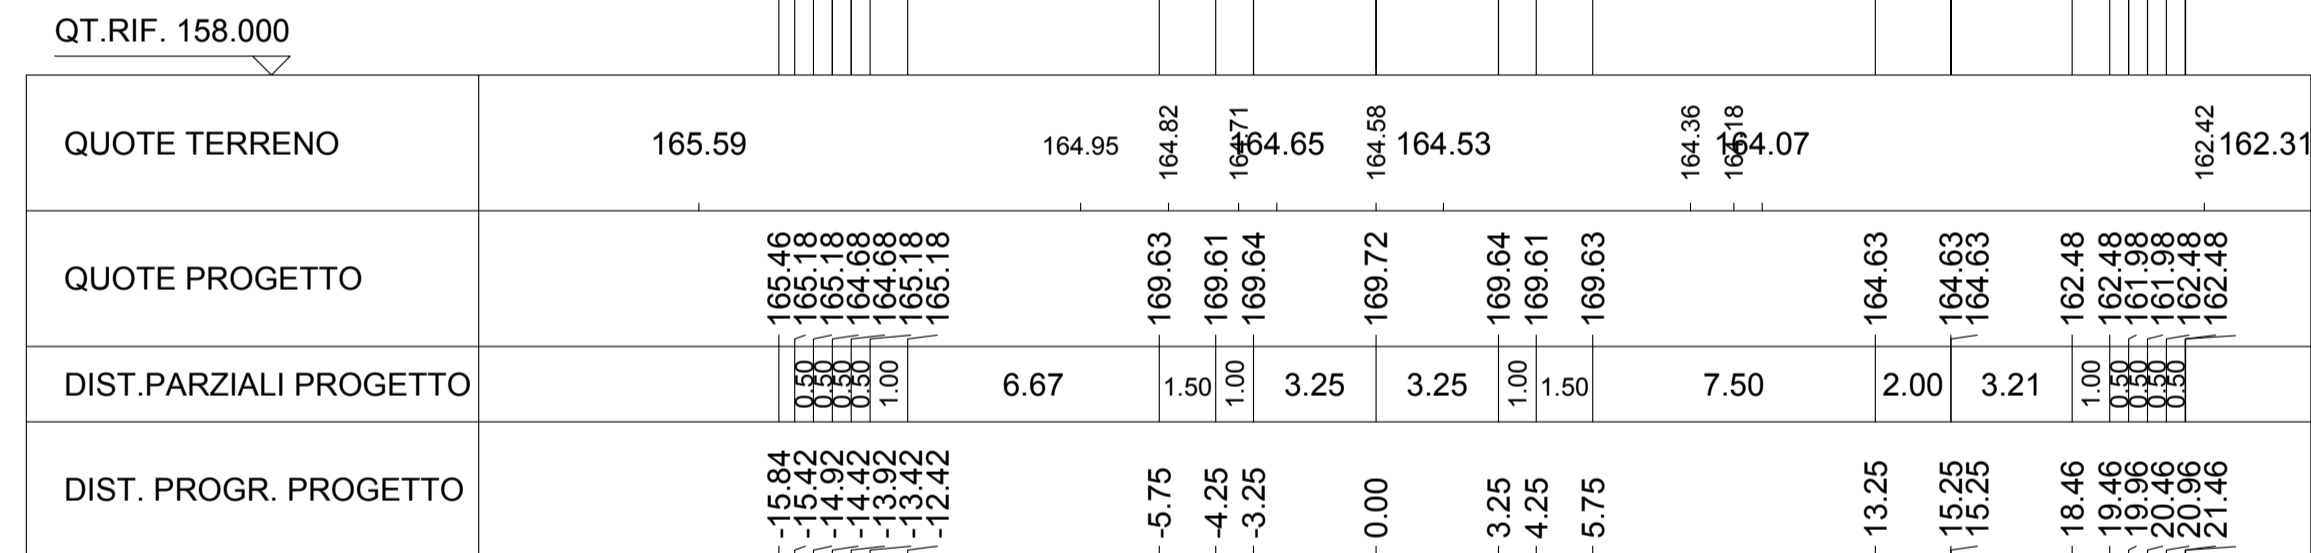 QT.RIF. 158.000
QUOTE TERRENO 165.59 164.95 164.82 164.71 164.65 164.58 164.53 164.36 164.18 164.07 162.42 162.31
QUOTE PROGETTO 165.46 165.18 165.18 164.68 164.68 165.18 165.18 169.63 169.61 169.64 169.72 169.64 169.61 169.63 164.63 164.63 164.63 162.48 162.48 161.98 161.98 162.48 162.48
DIST.PARZIALI PROGETTO 0.50 0.50 0.50 0.50 1.00 6.67 1.50 1.00 3.25 3.25 1.00 1.50 7.50 2.00 3.21 1.00 0.50 0.50 0.50 0.50
DIST. PROGR. PROGETTO -15.84 -15.42 -14.92 -14.42 -13.92 -13.42 -12.42 -5.75 -4.25 -3.25 0.00 3.25 4.25 5.75 13.25 15.25 15.25 18.46 19.46 19.96 20.46 20.96 21.46